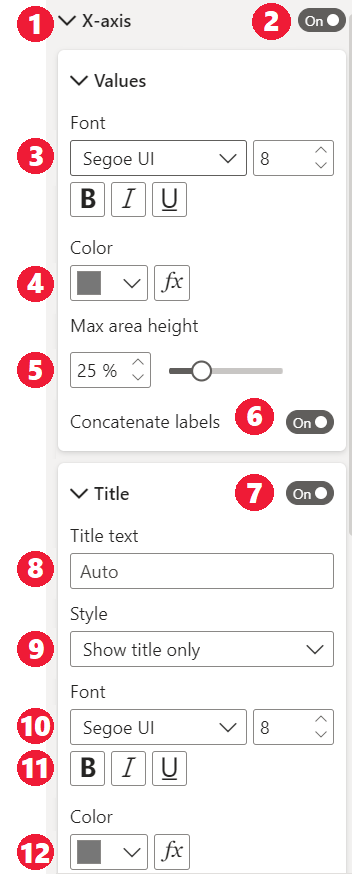 1 X-axis 2 On
Values
Font
3 Segoe UI 8
B I U
Color
4 fx
Max area height
5 25 %
Concatenate labels 6 On
Title 7 On
Title text
8 Auto
Style
9 Show title only
Font
10 Segoe UI 8
11 B I U
Color
12 fx